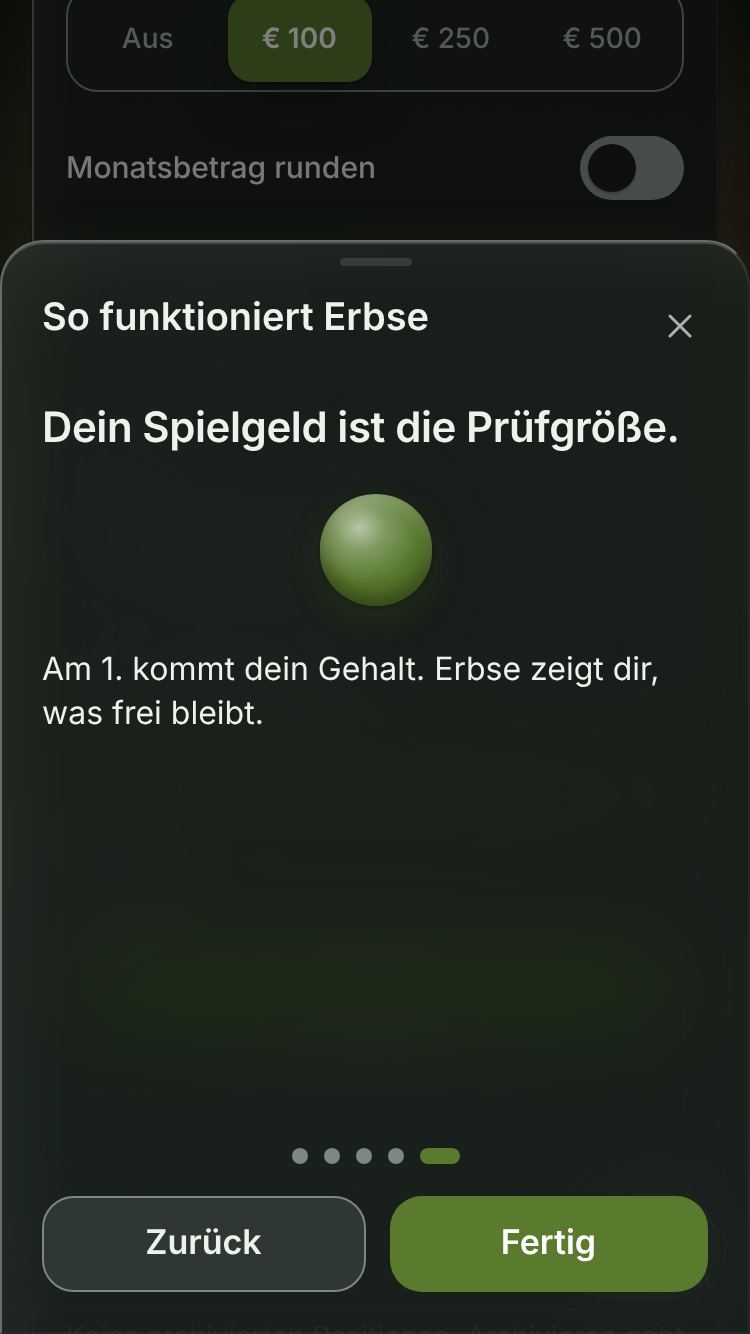 Aus € 100 € 250 € 500
Monatsbetrag runden
So funktioniert Erbse
Dein Spielgeld ist die Prüfgröße.
Am 1. kommt dein Gehalt. Erbse zeigt dir,
was frei bleibt.
Zurück Fertig